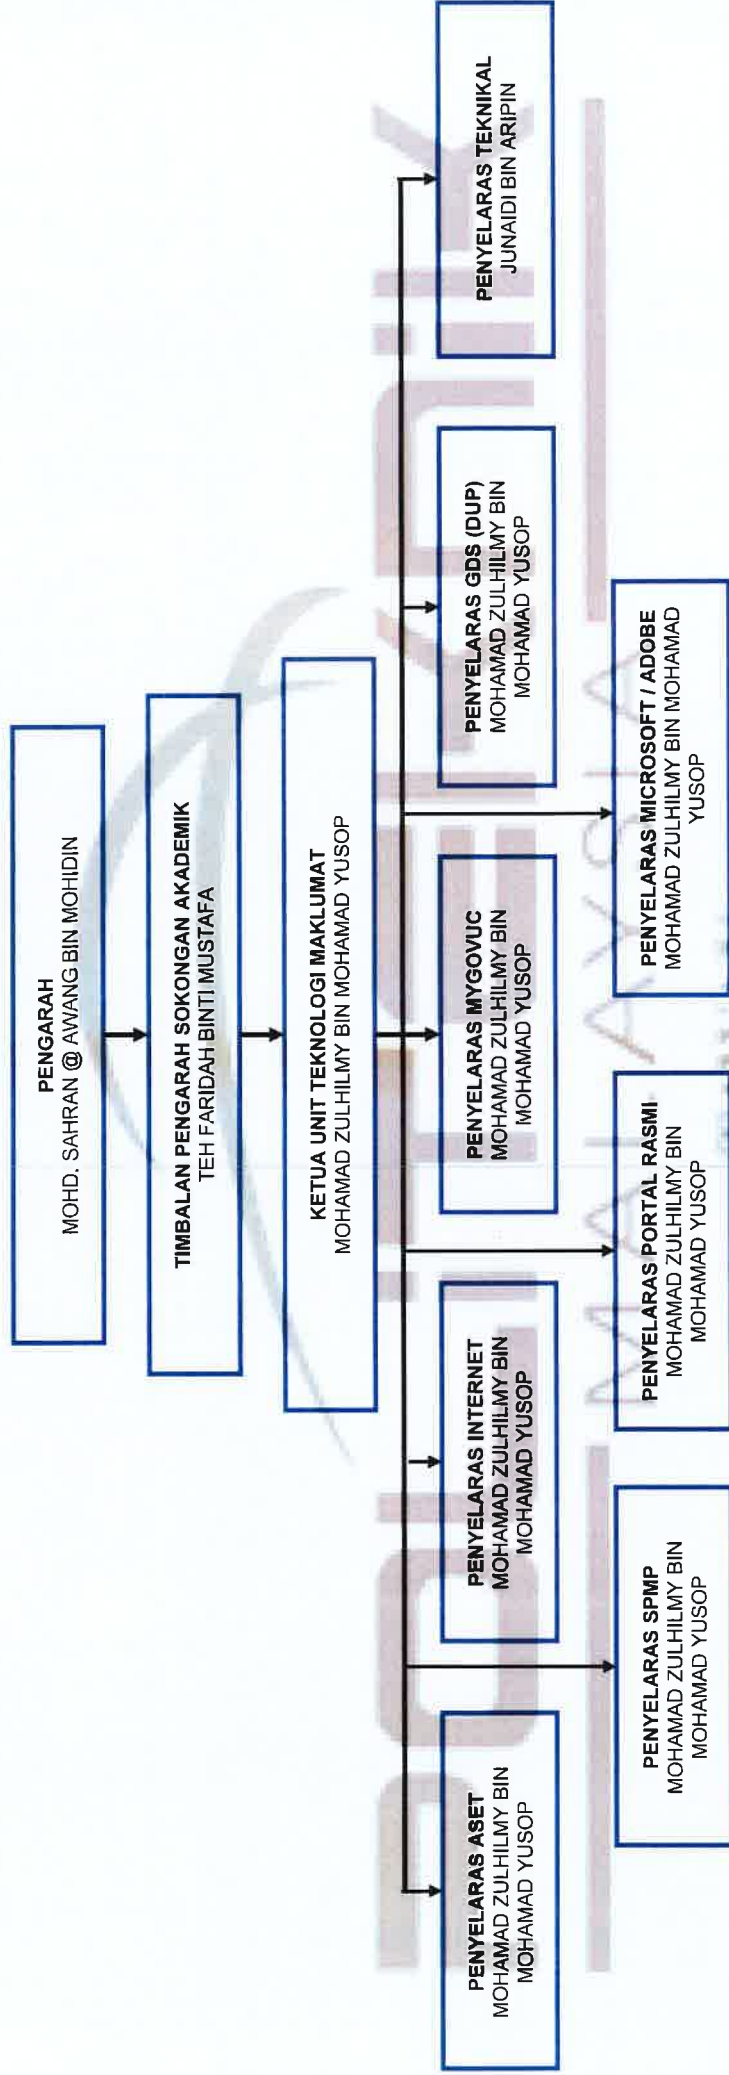 PENGARAH
MOHD. SAHRAN @ AWANG BIN MOHIDIN
TIMBALAN PENGARAH SOKONGAN AKADEMIK
TEH FARIDAH BINTI MUSTAFA
KETUA UNIT TEKNOLOGI MAKLUMAT
MOHAMAD ZULHILMY BIN MOHAMAD YUSOP
PENYELARAS ASET
MOHAMAD ZULHILMY BIN
MOHAMAD YUSOP
PENYELARAS INTERNET
MOHAMAD ZULHILMY BIN
MOHAMAD YUSOP
PENYELARAS MYGOVUC
MOHAMAD ZULHILMY BIN
MOHAMAD YUSOP
PENYELARAS GDS (DUP)
MOHAMAD ZULHILMY BIN
MOHAMAD YUSOP
PENYELARAS TEKNIKAL
JUNAIDI BIN ARIPIN
PENYELARAS SPMP
MOHAMAD ZULHILMY BIN
MOHAMAD YUSOP
PENYELARAS PORTAL RASMI
MOHAMAD ZULHILMY BIN
MOHAMAD YUSOP
PENYELARAS MICROSOFT / ADOBE
MOHAMAD ZULHILMY BIN MOHAMAD
YUSOP
POLITEKNIK
MALAYSIA